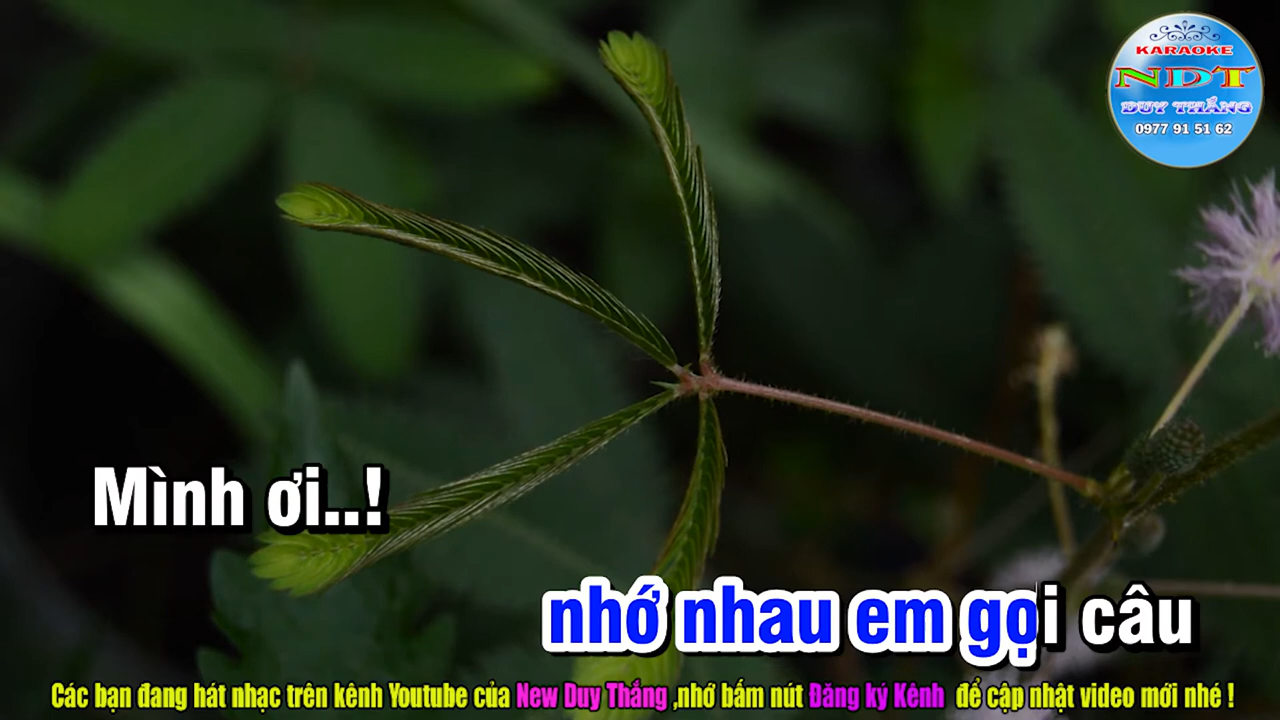 KARAOKE
NDT
DUY THẮNG
0977 91 51 62
Mình ơi..!
nhớ nhau em gọi câu
Các bạn đang hát nhạc trên kênh Youtube của New Duy Thắng ,nhớ bấm nút Đăng ký Kênh để cập nhật video mới nhé !